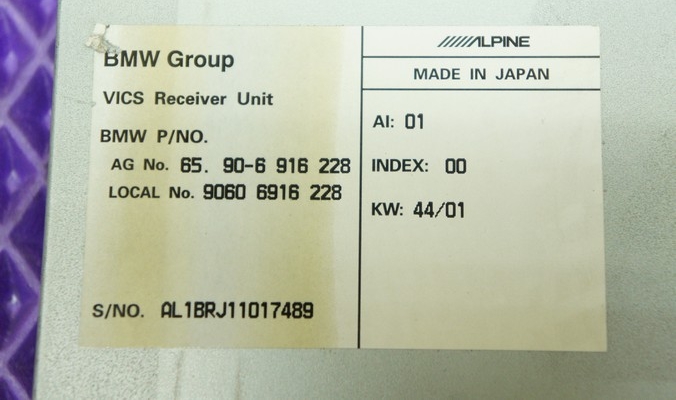 BMW Group
VICS Receiver Unit
BMW P/NO.
AG No. 65. 90-6 916 228
LOCAL No. 9060 6916 228
S/NO. AL1BRJ11017489
ALPINE
MADE IN JAPAN
AI: 01
INDEX: 00
KW: 44/01